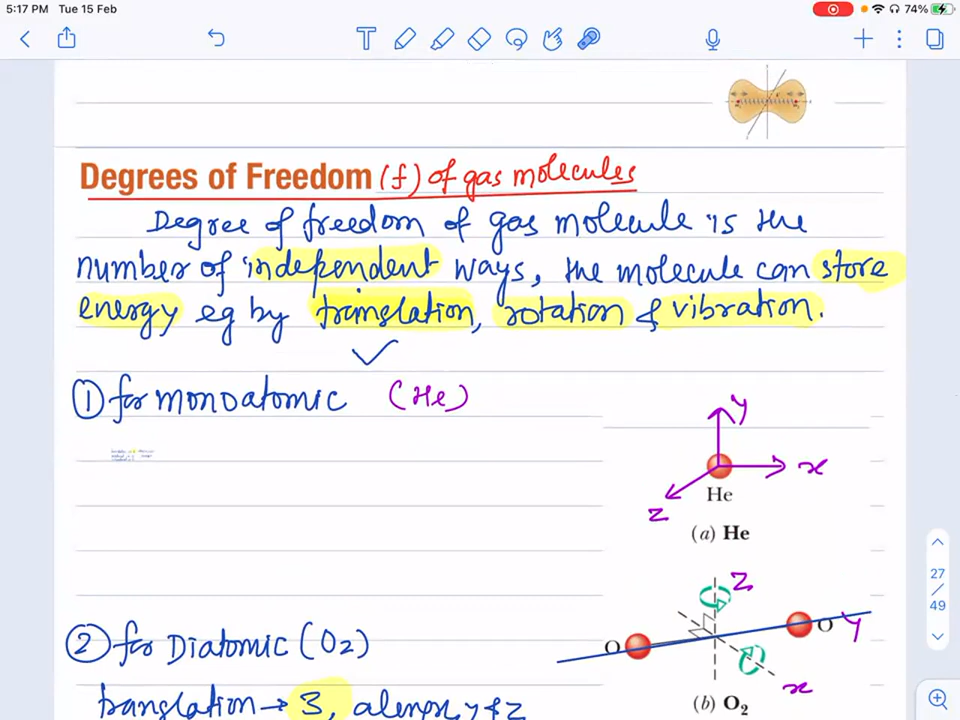 5:17 PM Tue 15 Feb
74%
T
Degrees of Freedom (f) of gas molecules
Degree of freedom of gas molecule is the
number of independent ways, the molecule can store
energy eg by translation, rotation & vibration.
① for monoatomic (He)
y
x
z
He
(a) He
② for Diatomic (O2)
z
O
O
y
x
(b) O2
translation → 3,
27
/
49